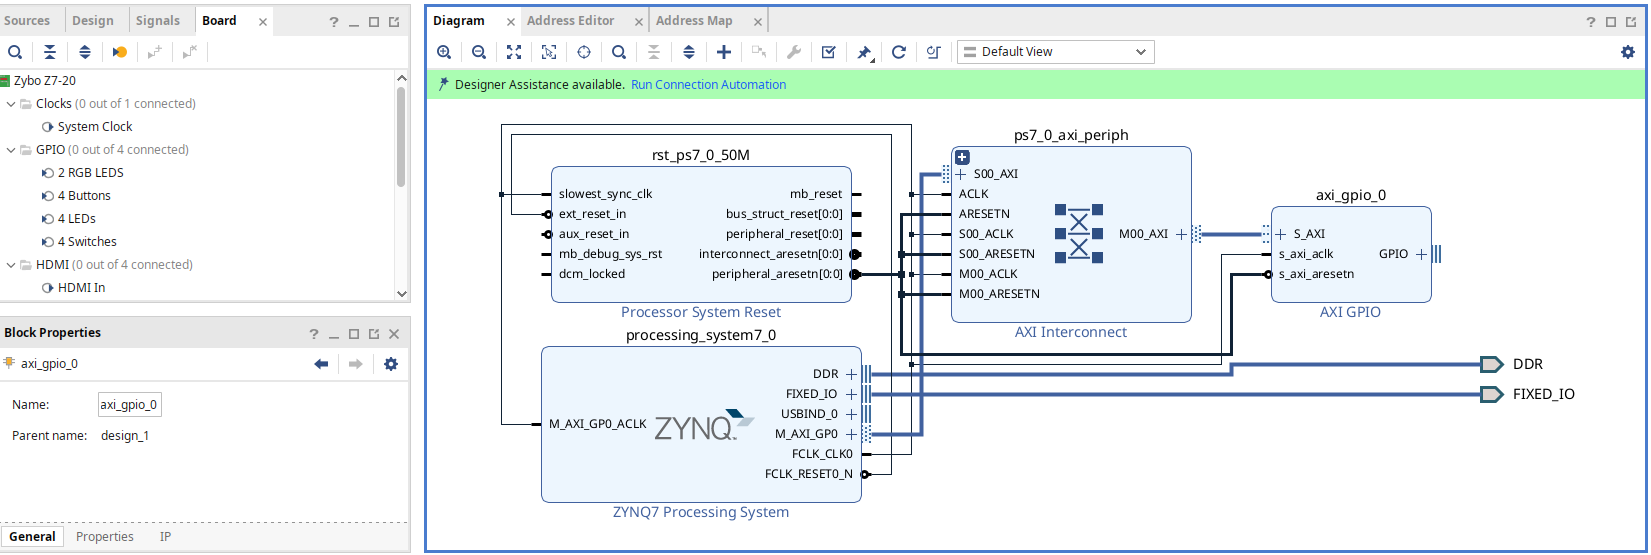 Sources Design Signals Board
Zybo Z7-20
Clocks (0 out of 1 connected)
System Clock
GPIO (0 out of 4 connected)
2 RGB LEDS
4 Buttons
4 LEDs
4 Switches
HDMI (0 out of 4 connected)
HDMI In
Block Properties
axi_gpio_0
Name: axi_gpio_0
Parent name: design_1
General Properties IP
Diagram Address Editor Address Map
Default View
Designer Assistance available. Run Connection Automation
rst_ps7_0_50M
slowest_sync_clk mb_reset
ext_reset_in bus_struct_reset[0:0]
aux_reset_in peripheral_reset[0:0]
mb_debug_sys_rst interconnect_aresetn[0:0]
dcm_locked peripheral_aresetn[0:0]
Processor System Reset
processing_system7_0
DDR
FIXED_IO
USBIND_0
M_AXI_GP0_ACLK ZYNQ M_AXI_GP0
FCLK_CLK0
FCLK_RESET0_N
ZYNQ7 Processing System
ps7_0_axi_periph
S00_AXI
ACLK
ARESETN
S00_ACLK M00_AXI
S00_ARESETN
M00_ACLK
M00_ARESETN
AXI Interconnect
axi_gpio_0
S_AXI
s_axi_aclk GPIO
s_axi_aresetn
AXI GPIO
DDR
FIXED_IO